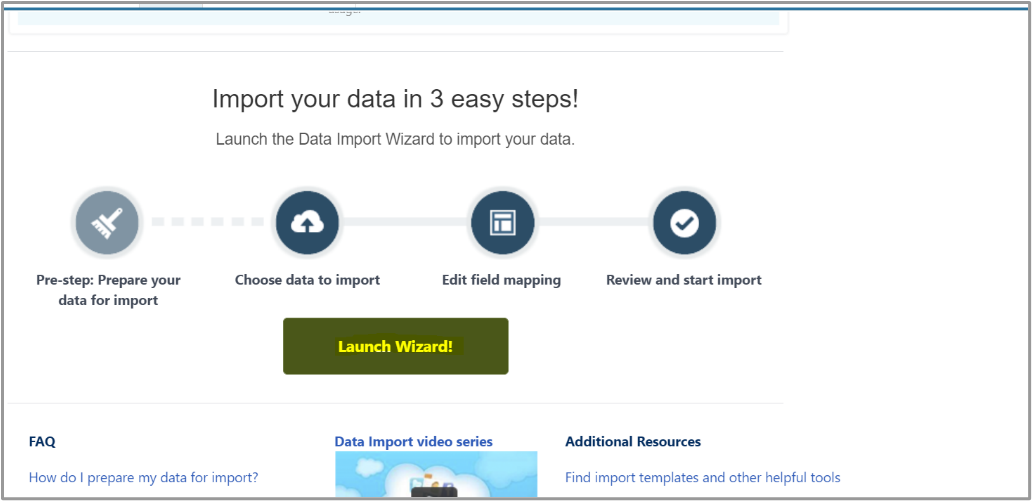 Import your data in 3 easy steps!
Launch the Data Import Wizard to import your data.
Pre-step: Prepare your
data for import
Choose data to import
Edit field mapping
Review and start import
Launch Wizard!
FAQ
Data Import video series
Additional Resources
How do I prepare my data for import?
Find import templates and other helpful tools